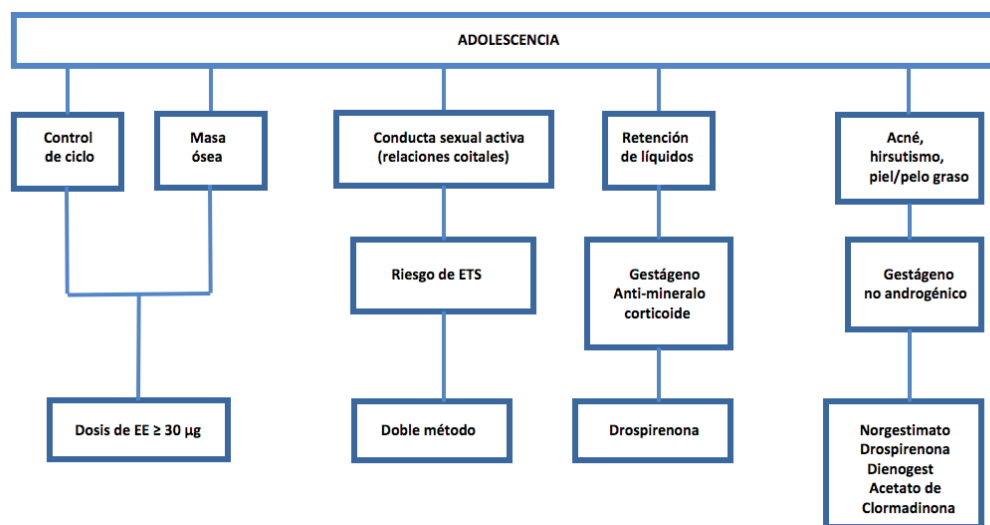 ADOLESCENCIA
Control
de ciclo
Masa
ósea
Conducta sexual activa
(relaciones coitales)
Retención
de líquidos
Acné,
hirsutismo,
piel/pelo graso
Riesgo de ETS
Gestágeno
Anti-mineralo
corticoide
Gestágeno
no androgénico
Dosis de EE ≥ 30 µg
Doble método
Drospirenona
Norgestimato
Drospirenona
Dienogest
Acetato de
Clormadinona